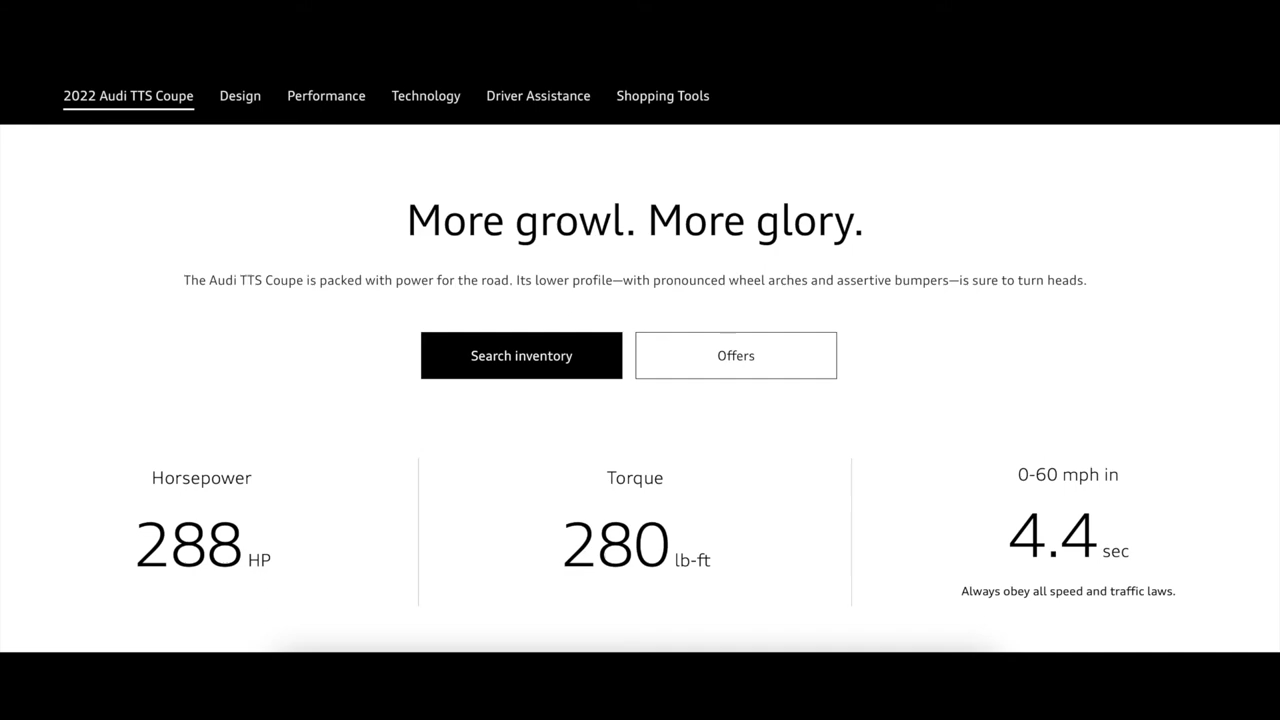 2022 Audi TTS Coupe Design Performance Technology Driver Assistance Shopping Tools
More growl. More glory.
The Audi TTS Coupe is packed with power for the road. Its lower profile—with pronounced wheel arches and assertive bumpers—is sure to turn heads.
Search inventory Offers
Horsepower
288 HP
Torque
280 lb-ft
0-60 mph in
4.4 sec
Always obey all speed and traffic laws.